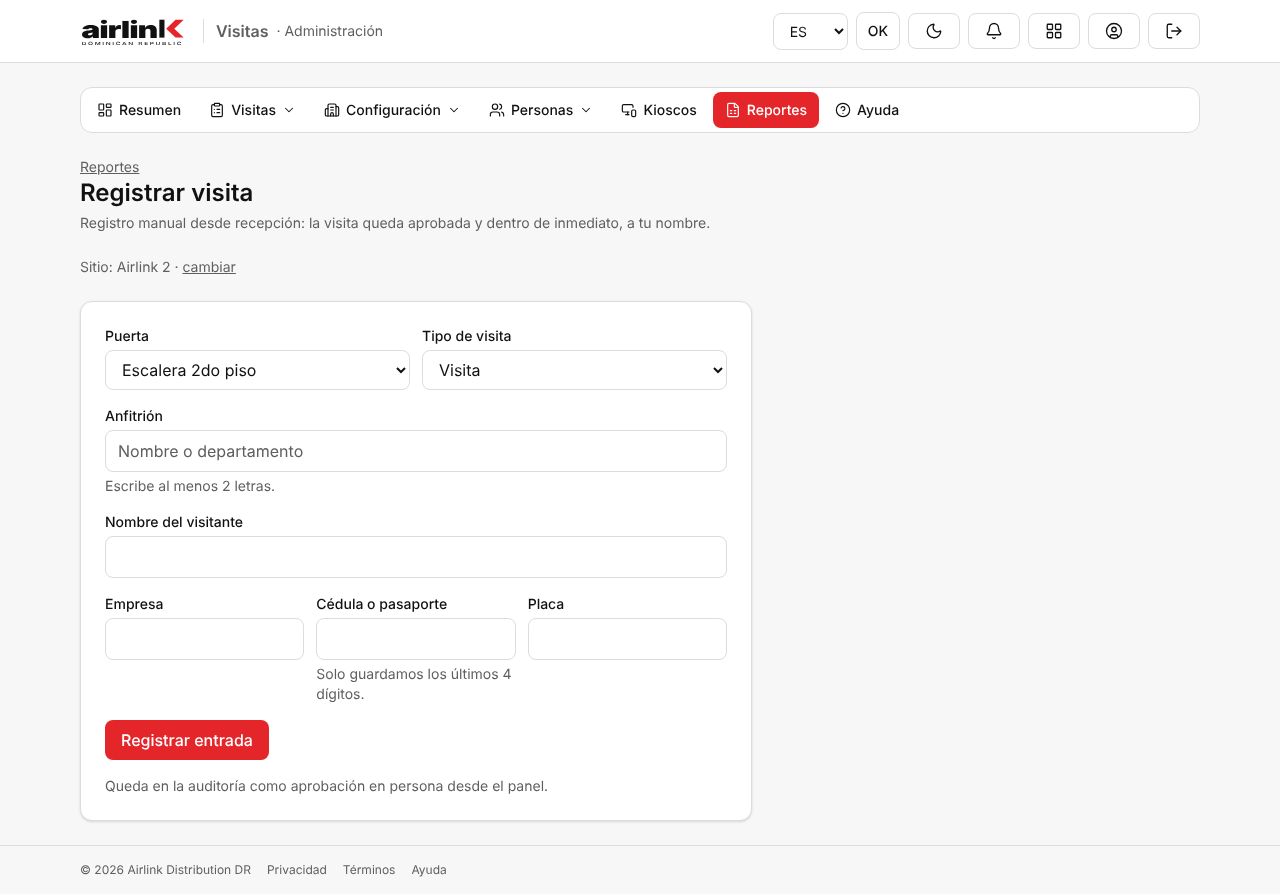 airlink
DOMINICAN REPUBLIC
Visitas · Administración
ES
OK
Resumen
Visitas
Configuración
Personas
Kioscos
Reportes
Ayuda
Reportes
Registrar visita
Registro manual desde recepción: la visita queda aprobada y dentro de inmediato, a tu nombre.
Sitio: Airlink 2 · cambiar
Puerta
Tipo de visita
Escalera 2do piso
Visita
Anfitrión
Nombre o departamento
Escribe al menos 2 letras.
Nombre del visitante
Empresa
Cédula o pasaporte
Placa
Solo guardamos los últimos 4
dígitos.
Registrar entrada
Queda en la auditoría como aprobación en persona desde el panel.
© 2026 Airlink Distribution DR
Privacidad
Términos
Ayuda